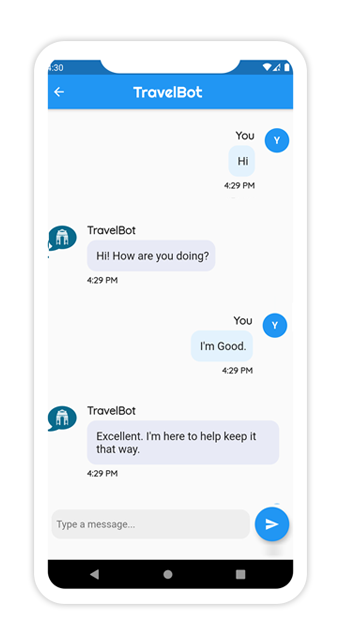 :30
TravelBot
You
Y
Hi
4:29 PM
TravelBot
Hi! How are you doing?
4:29 PM
You
Y
I'm Good.
4:29 PM
TravelBot
Excellent. I'm here to help keep it
that way.
4:29 PM
Type a message...